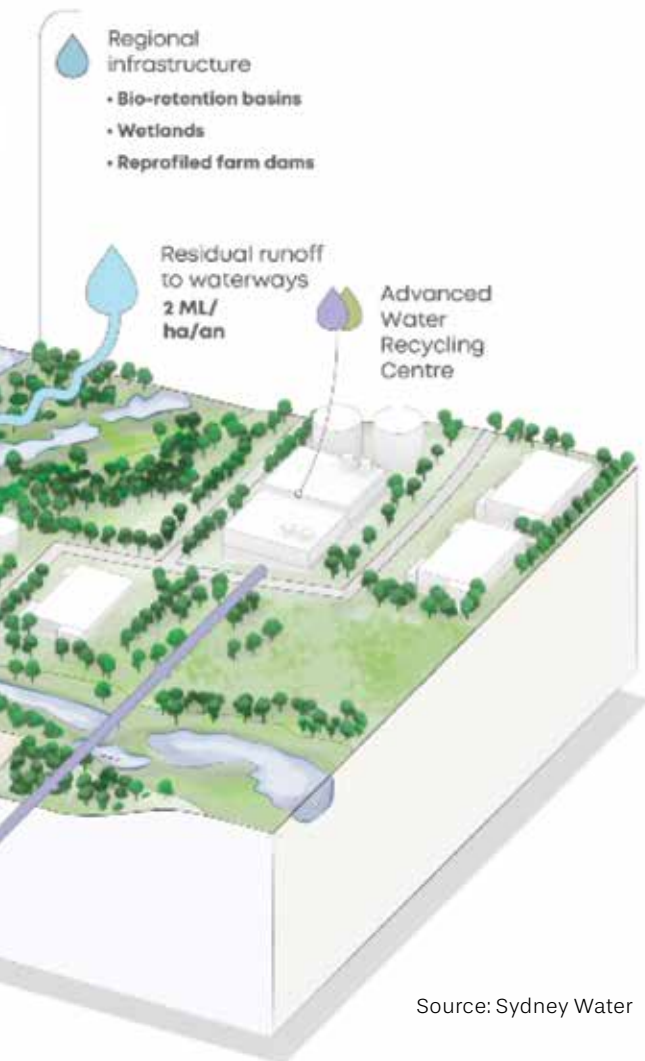 Regional
infrastructure
• Bio-retention basins
• Wetlands
• Reprofiled farm dams
Residual runoff
to waterways
2 ML/
ha/an
Advanced
Water
Recycling
Centre
Source: Sydney Water